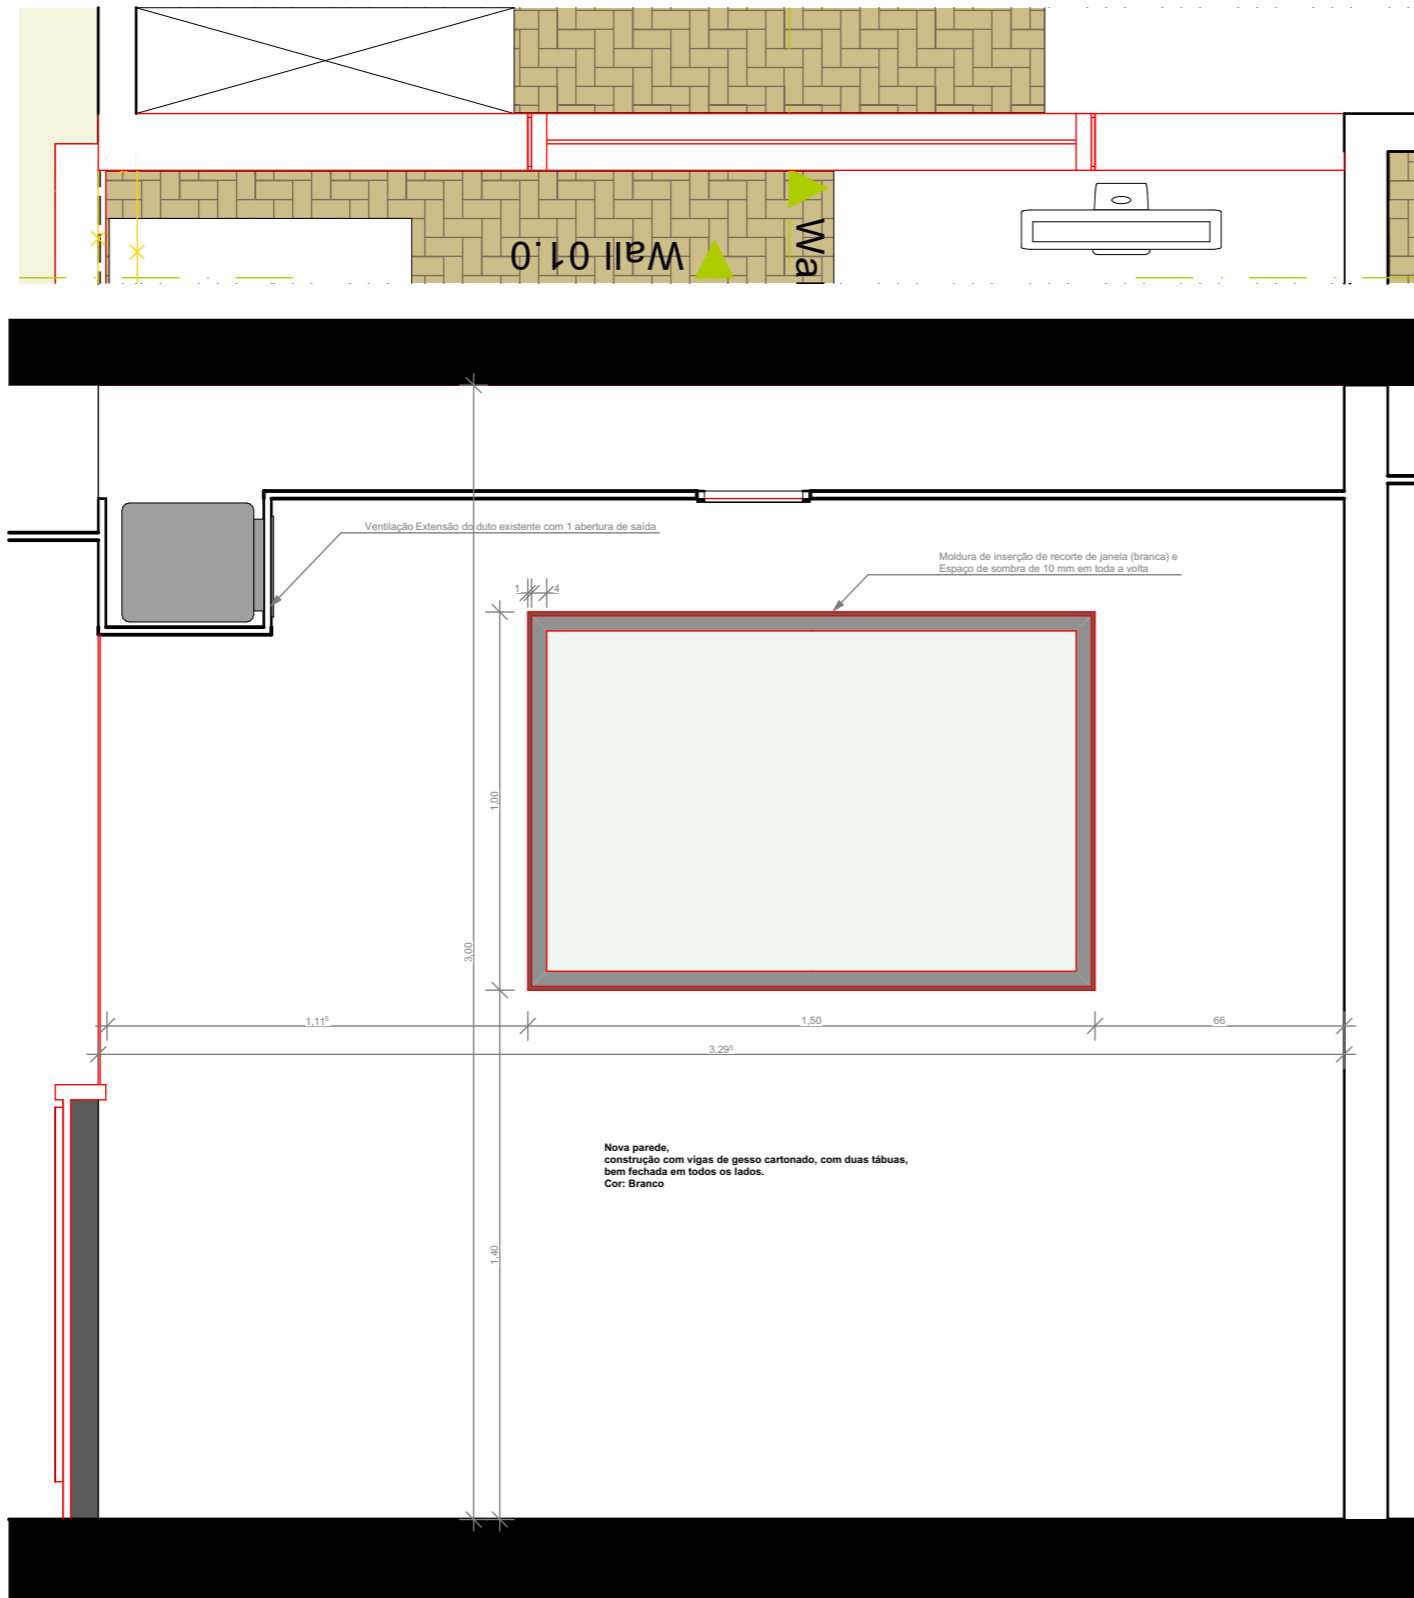 Wall 01.0
Wal
Ventilação Extensão do duto existente com 1 abertura de saída
Moldura de inserção de recorte de janela (branca) e
Espaço de sombra de 10 mm em toda a volta
1
4
1,00
3,00
1,11⁵
1,50
66
3,29⁵
Nova parede,
construção com vigas de gesso cartonado, com duas tábuas,
bem fechada em todos os lados.
Cor: Branco
1,40